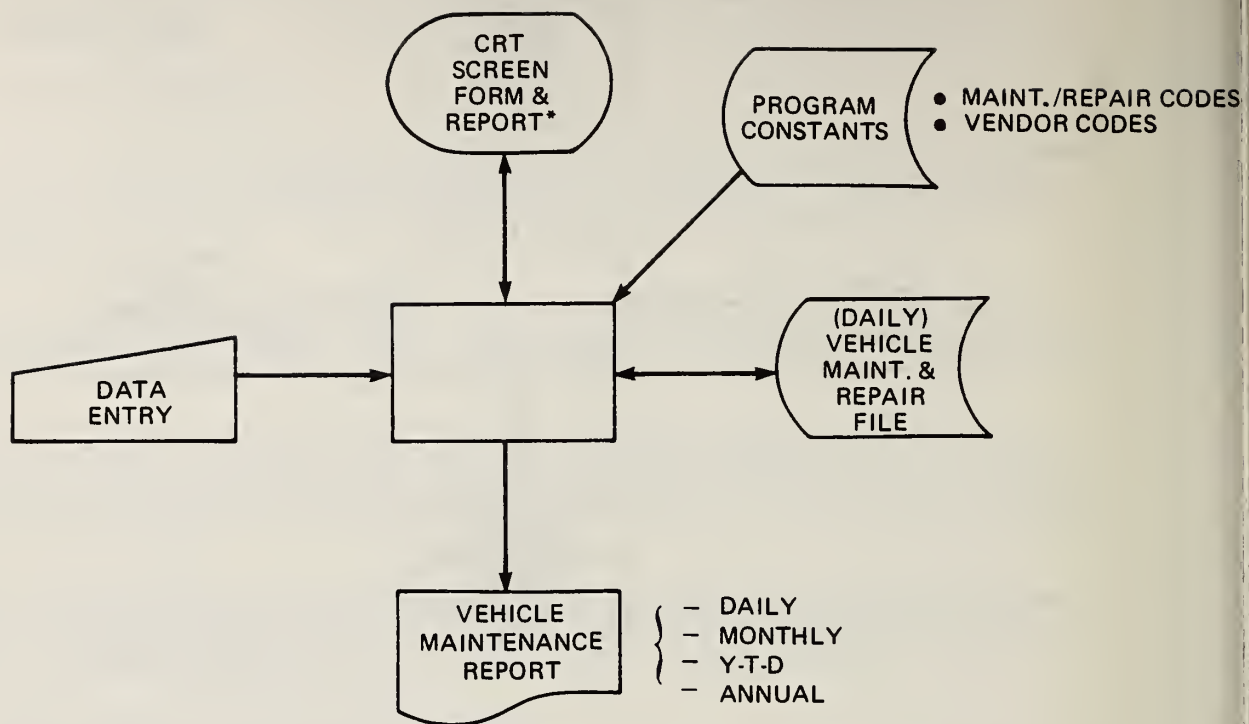 CRT
SCREEN
FORM &
REPORT*
PROGRAM
CONSTANTS
• MAINT./REPAIR CODES
• VENDOR CODES
DATA
ENTRY
(DAILY)
VEHICLE
MAINT. &
REPAIR
FILE
VEHICLE
MAINTENANCE
REPORT
– DAILY
– MONTHLY
– Y-T-D
– ANNUAL